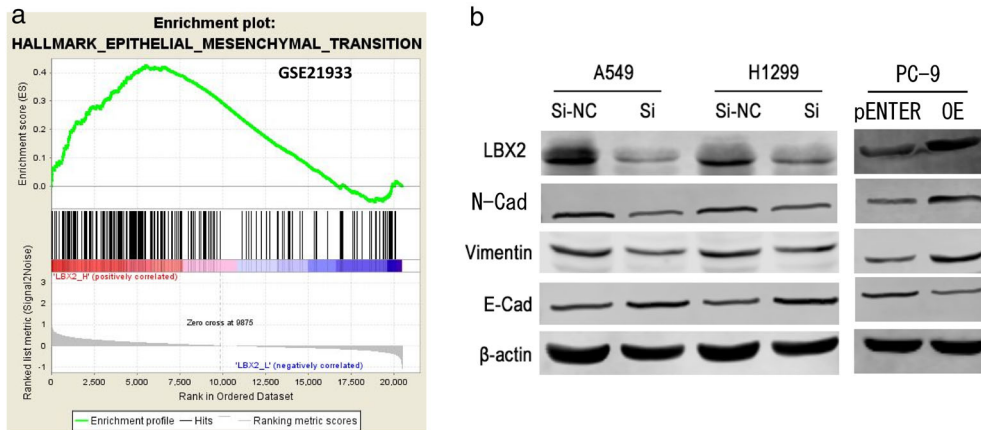 a
Enrichment plot:
HALLMARK_EPITHELIAL_MESENCHYMAL_TRANSITION
GSE21933
Enrichment score (ES)
0.4
0.3
0.2
0.1
0.0
'LBX2_H' (positively correlated)
Ranked list metric (Signal2Noise)
3
2
1
0
-1
Zero cross at 9875
'LBX2_L' (negatively correlated)
0 2,500 5,000 7,500 10,000 12,500 15,000 17,500 20,000
Rank in Ordered Dataset
Enrichment profile Hits Ranking metric scores
b
A549 H1299 PC-9
Si-NC Si Si-NC Si pENTER OE
LBX2
N-Cad
Vimentin
E-Cad
β-actin